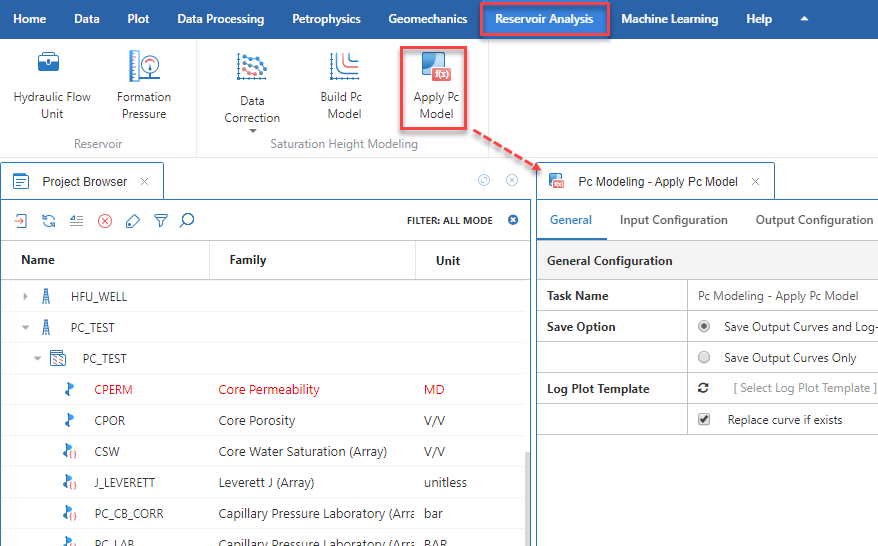 Home Data Plot Data Processing Petrophysics Geomechanics Reservoir Analysis Machine Learning Help
Hydraulic Flow Unit
Formation Pressure
Data Correction
Build Pc Model
Apply Pc Model
f(x)
Reservoir
Saturation Height Modeling
Project Browser
Pc Modeling - Apply Pc Model
FILTER: ALL MODE
General Input Configuration Output Configuration
Name Family Unit
General Configuration
HFU_WELL
Task Name Pc Modeling - Apply Pc Model
PC_TEST
Save Option Save Output Curves and Log-
PC_TEST
Save Output Curves Only
CPERM Core Permeability MD
Log Plot Template [ Select Log Plot Template ]
CPOR Core Porosity V/V
Replace curve if exists
CSW Core Water Saturation (Array) V/V
J_LEVERETT Leverett J (Array) unitless
PC_CB_CORR Capillary Pressure Laboratory (Arra bar
PC_LAB Capillary Pressure Laboratory (Arra BAR